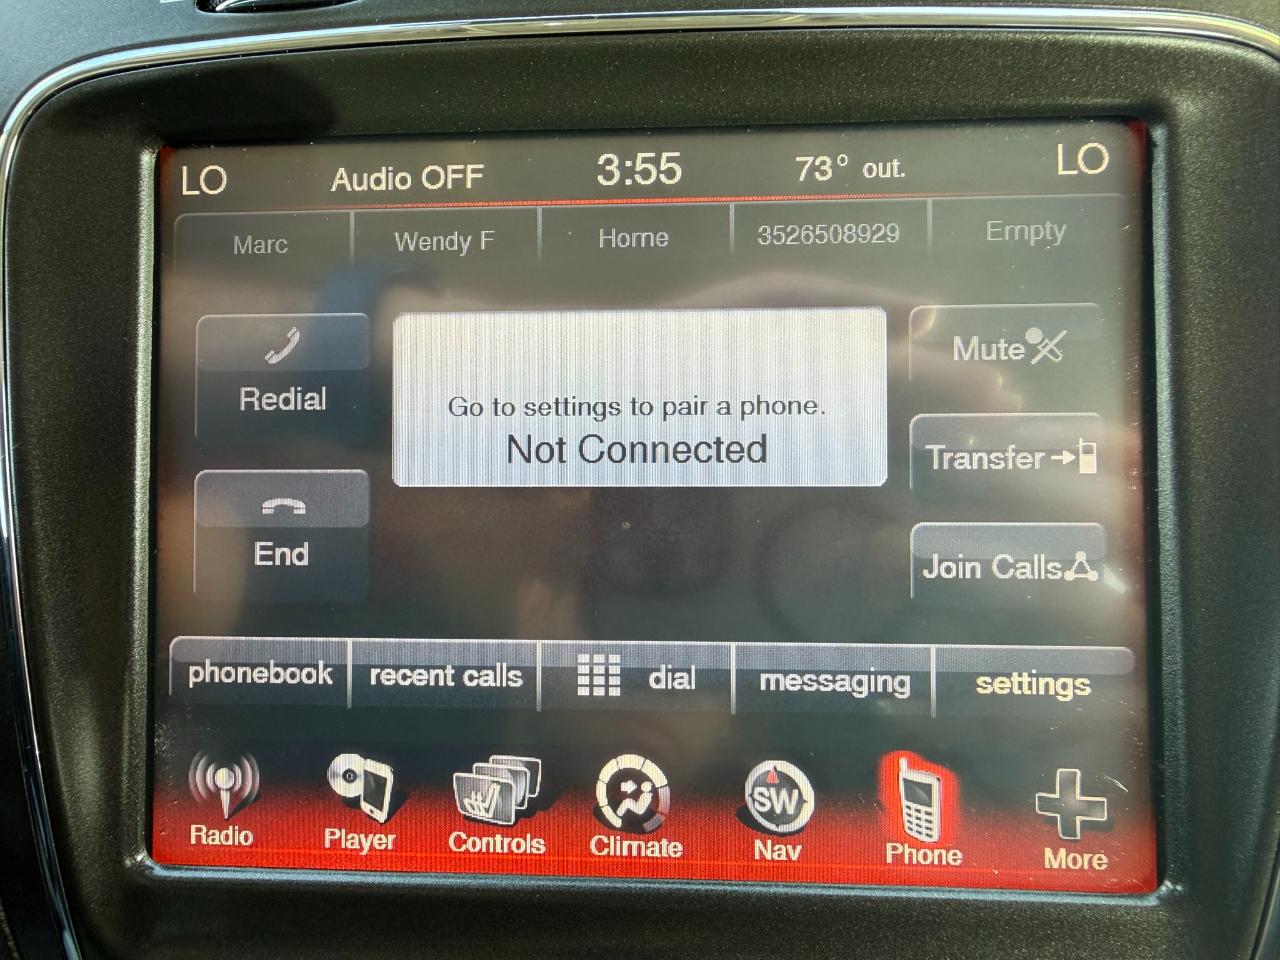 LO Audio OFF 3:55 73° out. LO
Marc Wendy F Home 3526508929 Empty
Redial
Go to settings to pair a phone.
Not Connected
Mute
Transfer
End
Join Calls
phonebook recent calls dial messaging settings
SW
Radio Player Controls Climate Nav Phone More